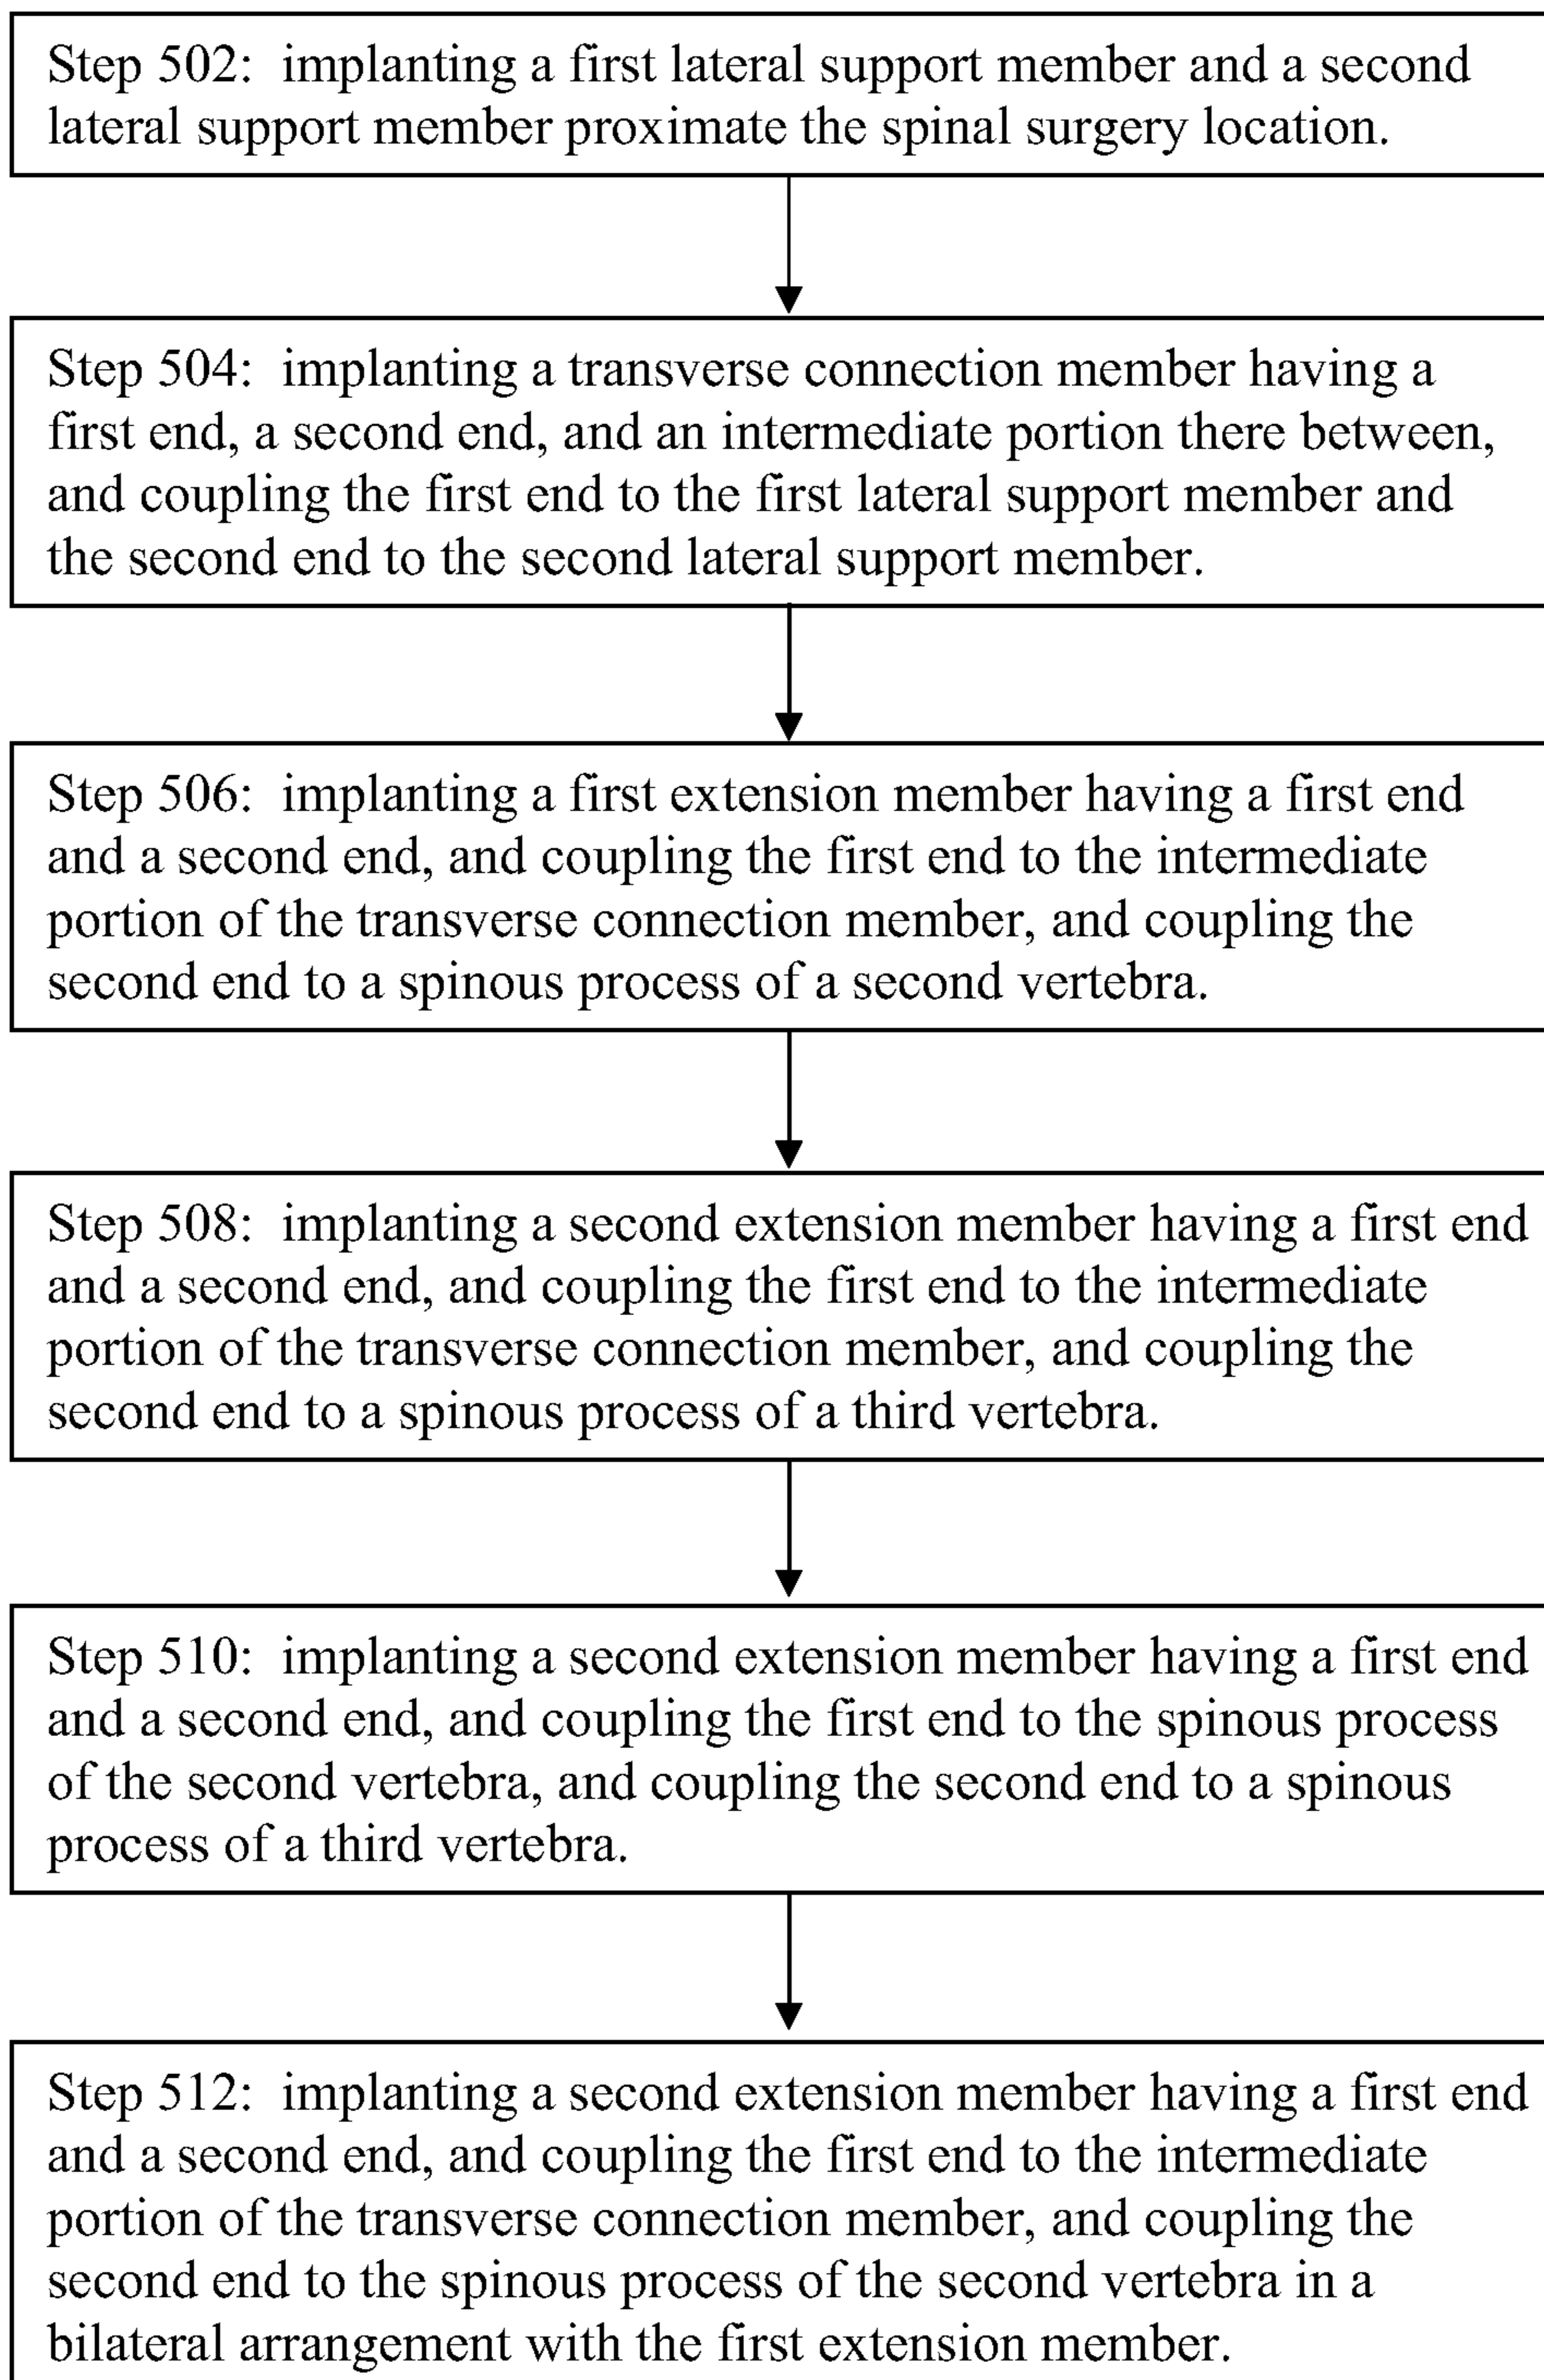 Step 502: implanting a first lateral support member and a second
lateral support member proximate the spinal surgery location.
Step 504: implanting a transverse connection member having a
first end, a second end, and an intermediate portion there between,
and coupling the first end to the first lateral support member and
the second end to the second lateral support member.
Step 506: implanting a first extension member having a first end
and a second end, and coupling the first end to the intermediate
portion of the transverse connection member, and coupling the
second end to a spinous process of a second vertebra.
Step 508: implanting a second extension member having a first end
and a second end, and coupling the first end to the intermediate
portion of the transverse connection member, and coupling the
second end to a spinous process of a third vertebra.
Step 510: implanting a second extension member having a first end
and a second end, and coupling the first end to the spinous process
of the second vertebra, and coupling the second end to a spinous
process of a third vertebra.
Step 512: implanting a second extension member having a first end
and a second end, and coupling the first end to the intermediate
portion of the transverse connection member, and coupling the
second end to the spinous process of the second vertebra in a
bilateral arrangement with the first extension member.